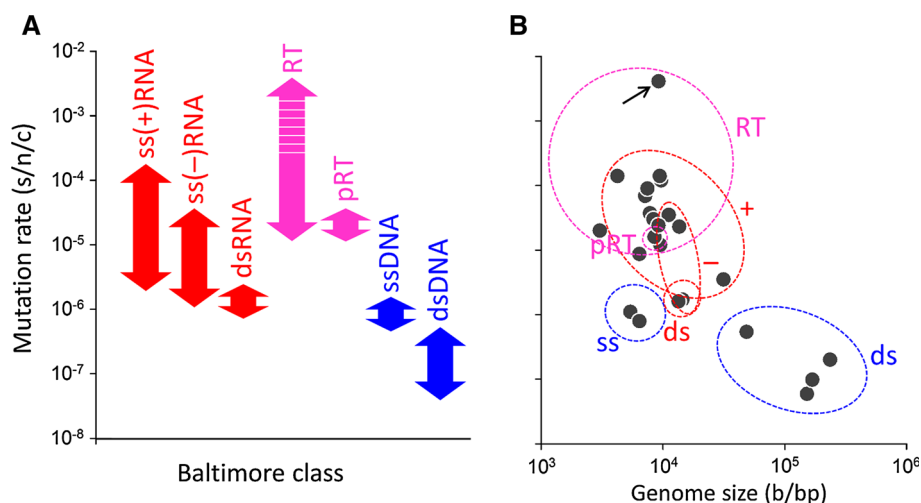 A
Mutation rate (s/n/c)
10⁻²
10⁻³
10⁻⁴
10⁻⁵
10⁻⁶
10⁻⁷
10⁻⁸
ss(+)RNA
ss(−)RNA
dsRNA
RT
pRT
ssDNA
dsDNA
Baltimore class
B
RT
+
pRT
−
ss
ds
ds
10³
10⁴
10⁵
10⁶
Genome size (b/bp)